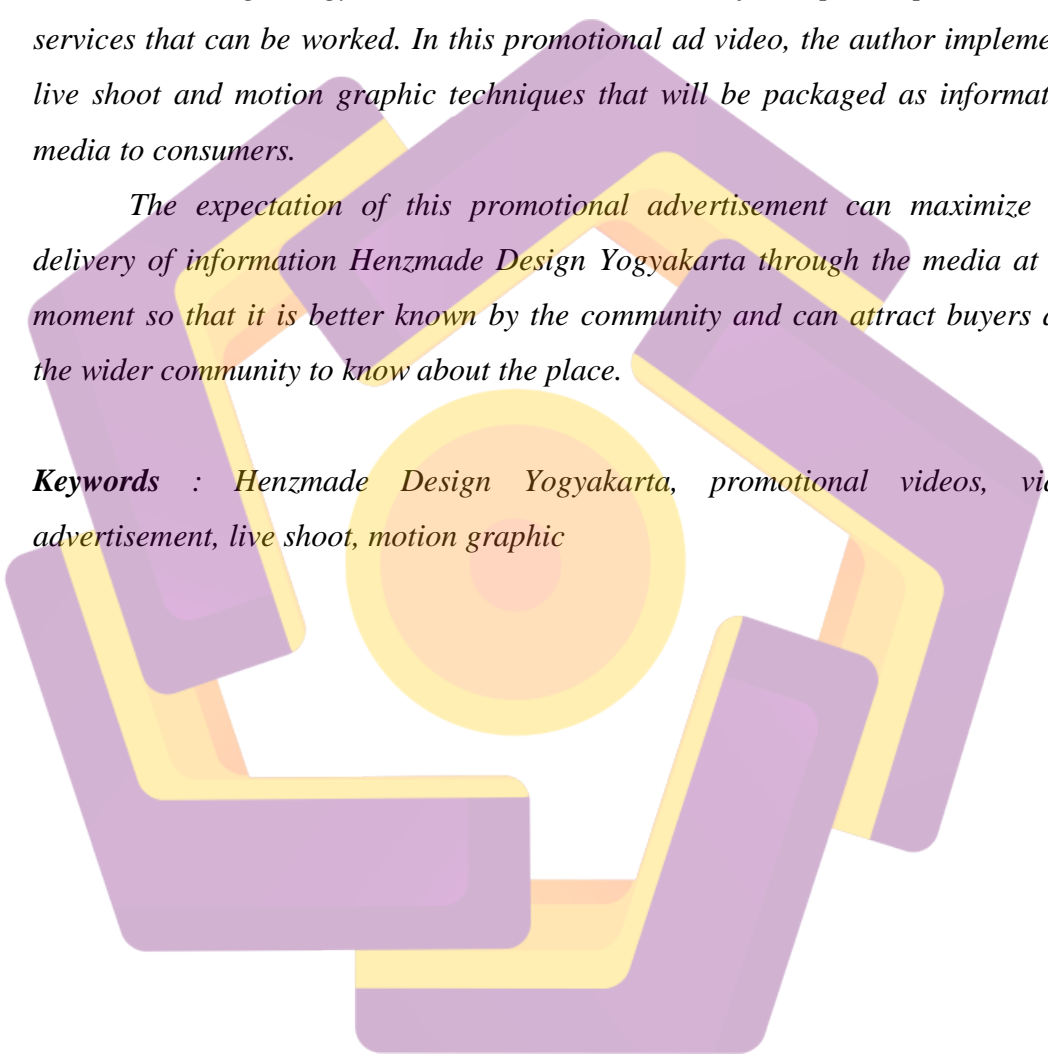 services that can be worked. In this promotional ad video, the author impleme
live shoot and motion graphic techniques that will be packaged as informat
media to consumers.
The expectation of this promotional advertisement can maximize
delivery of information Henzmade Design Yogyakarta through the media at
moment so that it is better known by the community and can attract buyers a
the wider community to know about the place.
Keywords : Henzmade Design Yogyakarta, promotional videos, vi
advertisement, live shoot, motion graphic